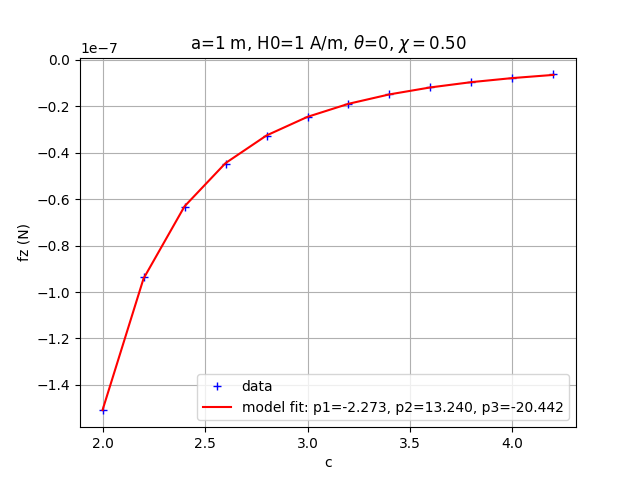 a=1 m, H0=1 A/m, θ=0, χ = 0.50
1e−7
0.0
−0.2
−0.4
−0.6
−0.8
−1.0
−1.2
−1.4
fz (N)
data
model fit: p1=-2.273, p2=13.240, p3=-20.442
2.0 2.5 3.0 3.5 4.0
c